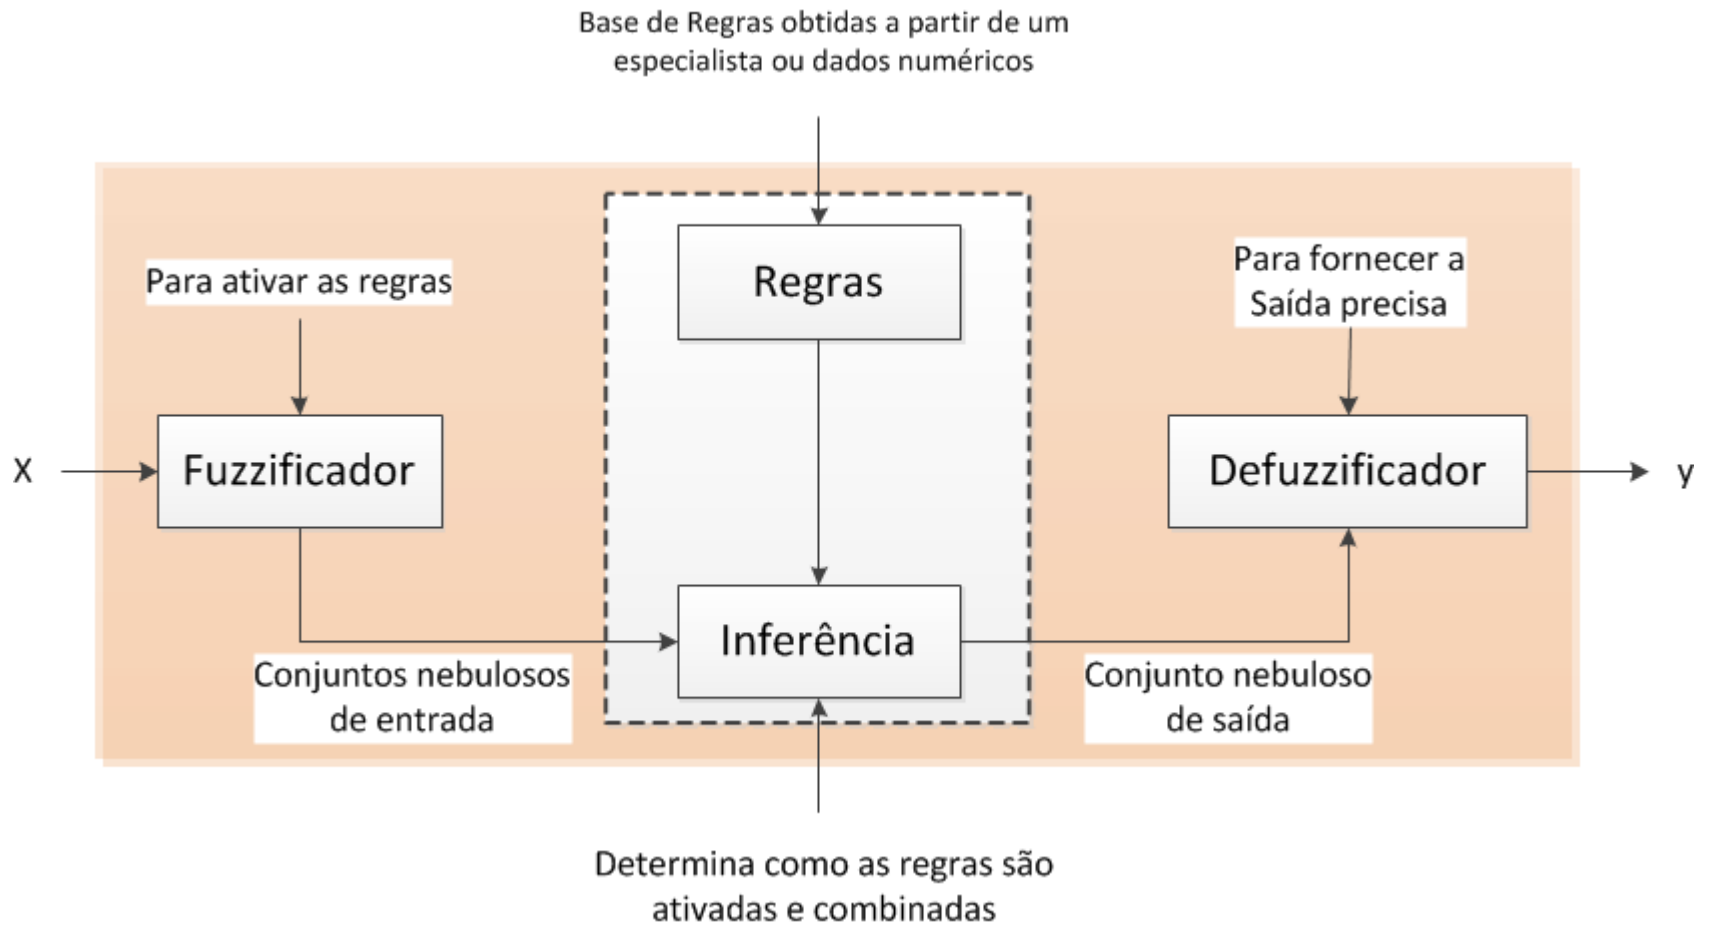 Base de Regras obtidas a partir de um
especialista ou dados numéricos
Regras
Para ativar as regras
Para fornecer a
Saída precisa
X
Fuzzificador
Defuzzificador
y
Inferência
Conjuntos nebulosos
de entrada
Conjunto nebuloso
de saída
Determina como as regras são
ativadas e combinadas